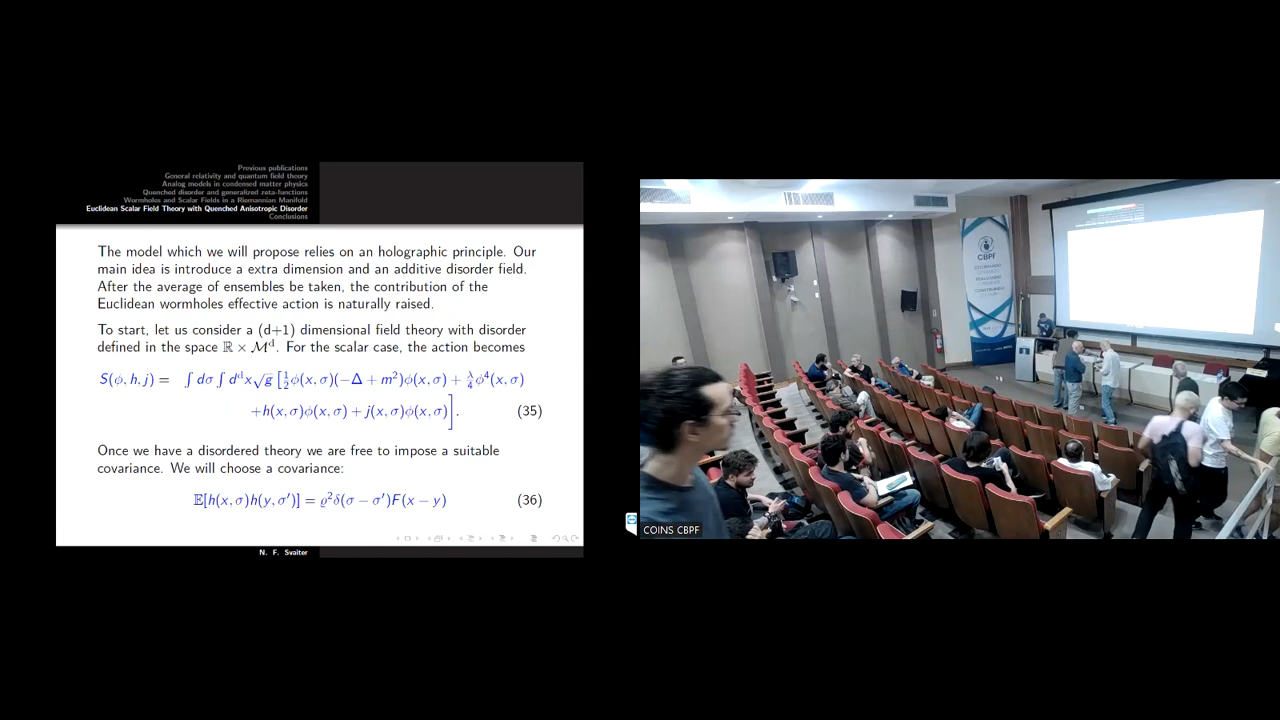 Previous publications
General relativity and quantum field theory
Analog models in condensed matter physics
Quenched disorder and generalized zeta-functions
Wormholes and Scalar Fields in a Riemannian Manifold
Euclidean Scalar Field Theory with Quenched Anisotropic Disorder
Conclusions
The model which we will propose relies on an holographic principle. Our
main idea is introduce a extra dimension and an additive disorder field.
After the average of ensembles be taken, the contribution of the
Euclidean wormholes effective action is naturally raised.
To start, let us consider a (d+1) dimensional field theory with disorder
defined in the space ℝ × ℳᵈ. For the scalar case, the action becomes
S(ϕ, h, j) = ∫ dσ ∫ dᵈx√g [½ϕ(x, σ)(−Δ + m²)ϕ(x, σ) + λ/4 ϕ⁴(x, σ)
+h(x, σ)ϕ(x, σ) + j(x, σ)ϕ(x, σ)]. (35)
Once we have a disordered theory we are free to impose a suitable
covariance. We will choose a covariance:
𝔼[h(x, σ)h(y, σ′)] = ϱ²δ(σ − σ′)F(x − y) (36)
N. F. Svaiter
CBPF
COINS CBPF